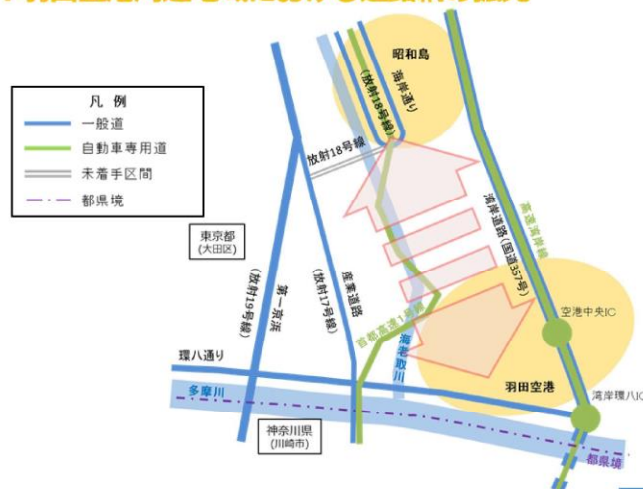 凡 例
一般道
自動車専用道
未着手区間
都県境
昭和島
海岸通り
(放射18号線)
放射18号線
東京都
(大田区)
第一京浜
(放射19号線)
産業道路
(放射17号線)
湾岸道路(国道357号)
高速湾岸線
首都高速1号線
海老取川
空港中央IC
環八通り
羽田空港
多摩川
湾岸環八IC
神奈川県
(川崎市)
都県境